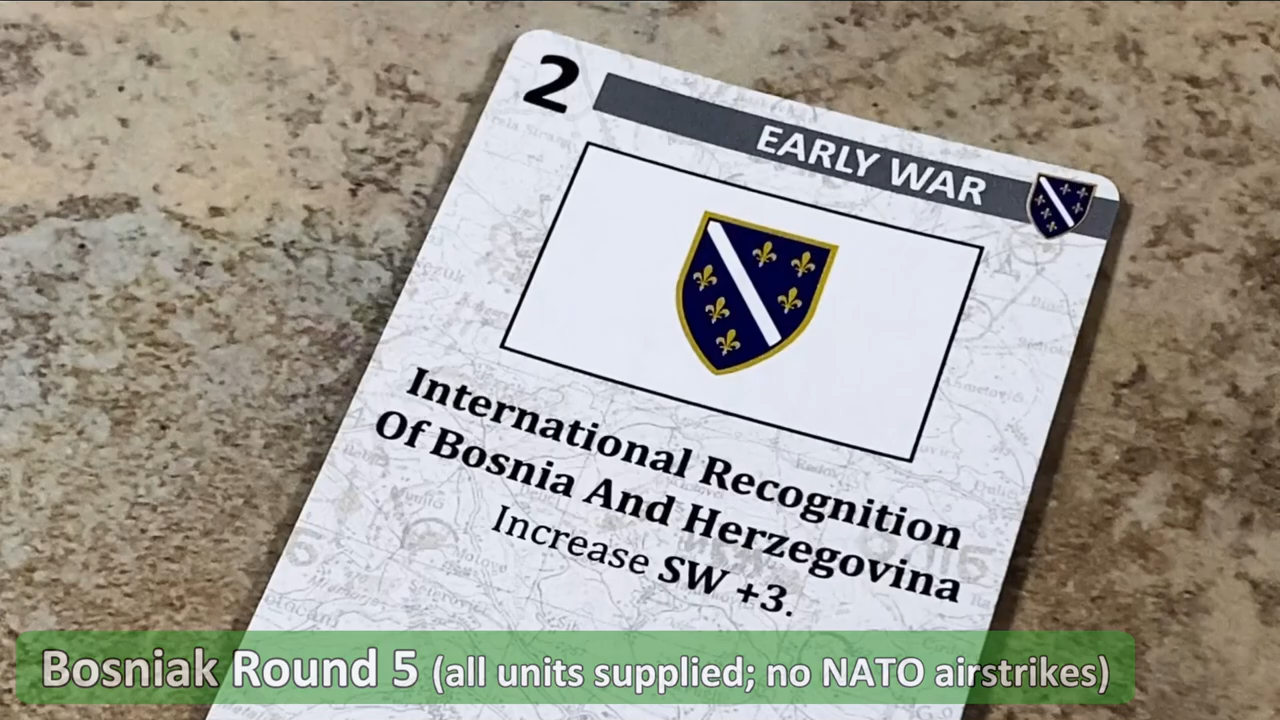 2
EARLY WAR
International Recognition
Of Bosnia And Herzegovina
Increase SW +3.
Bosniak Round 5 (all units supplied; no NATO airstrikes)